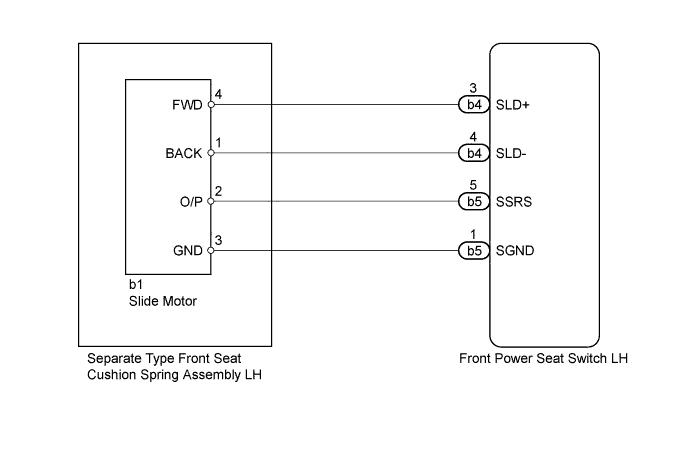 FWD 4 3 b4 SLD+
BACK 1 4 b4 SLD-
O/P 2 5 b5 SSRS
GND 3 1 b5 SGND
b1
Slide Motor
Separate Type Front Seat
Cushion Spring Assembly LH
Front Power Seat Switch LH